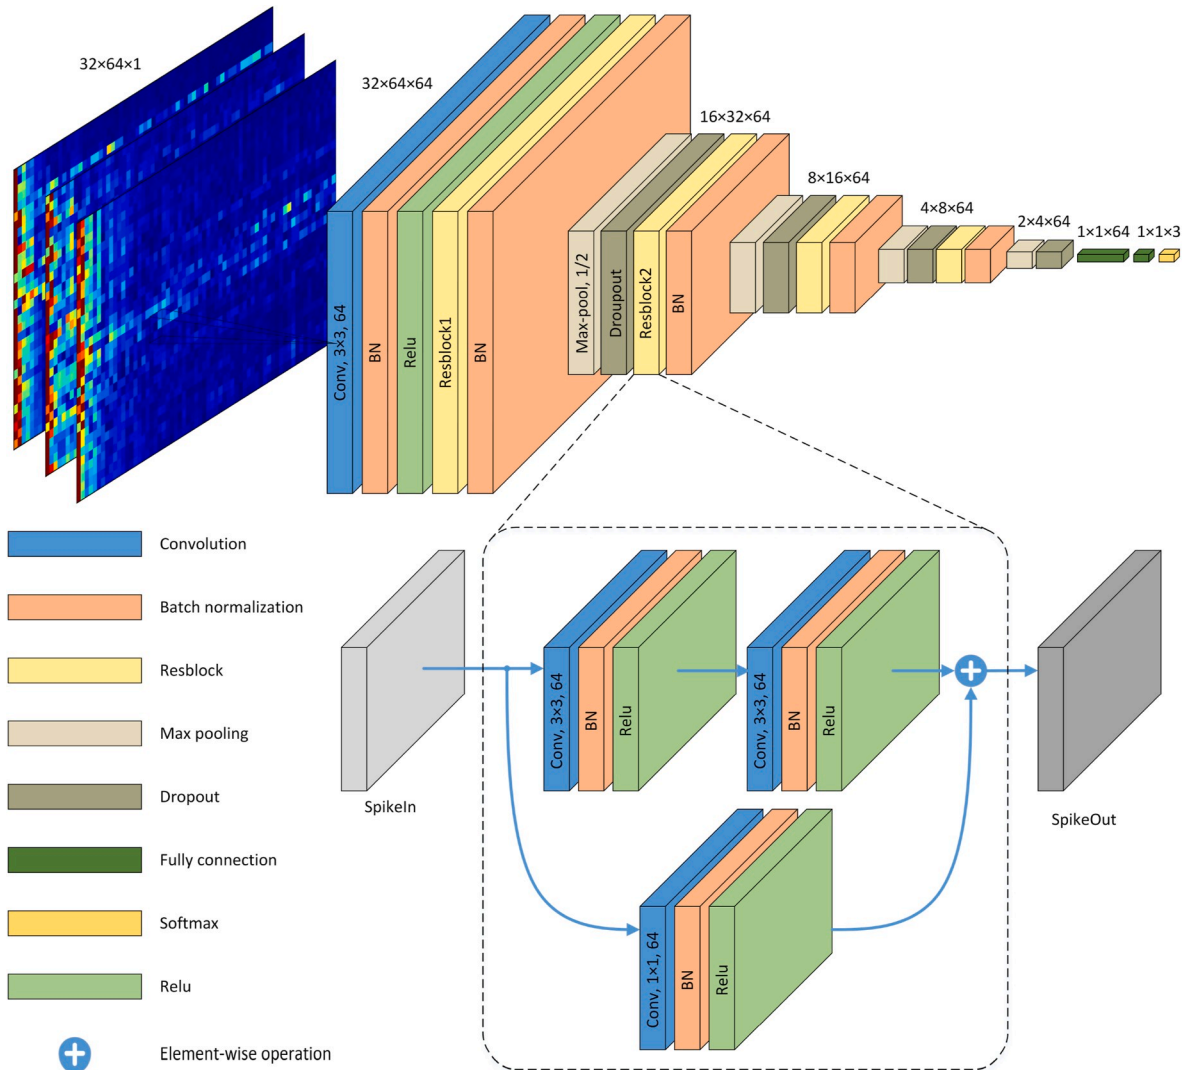 32×64×1
32×64×64
16×32×64
8×16×64
4×8×64
2×4×64
1×1×64
1×1×3
Conv, 3×3, 64
BN
Relu
Resblock1
BN
Max-pool, 1/2
Droupout
Resblock2
BN
Convolution
Batch normalization
Resblock
Max pooling
Dropout
Fully connection
Softmax
Relu
Element-wise operation
SpikeIn
Conv, 3×3, 64
BN
Relu
Conv, 3×3, 64
BN
Relu
SpikeOut
Conv, 1×1, 64
BN
Relu